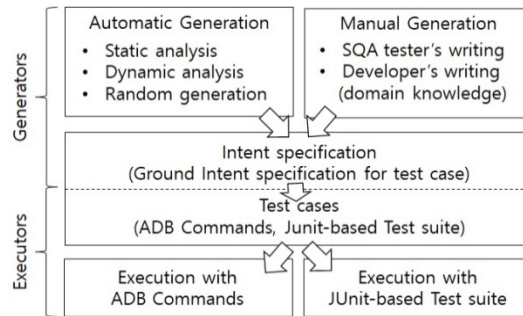 Generators
Automatic Generation
• Static analysis
• Dynamic analysis
• Random generation
Manual Generation
• SQA tester's writing
• Developer's writing
(domain knowledge)
Intent specification
(Ground Intent specification for test case)
Executors
Test cases
(ADB Commands, Junit-based Test suite)
Execution with
ADB Commands
Execution with
JUnit-based Test suite